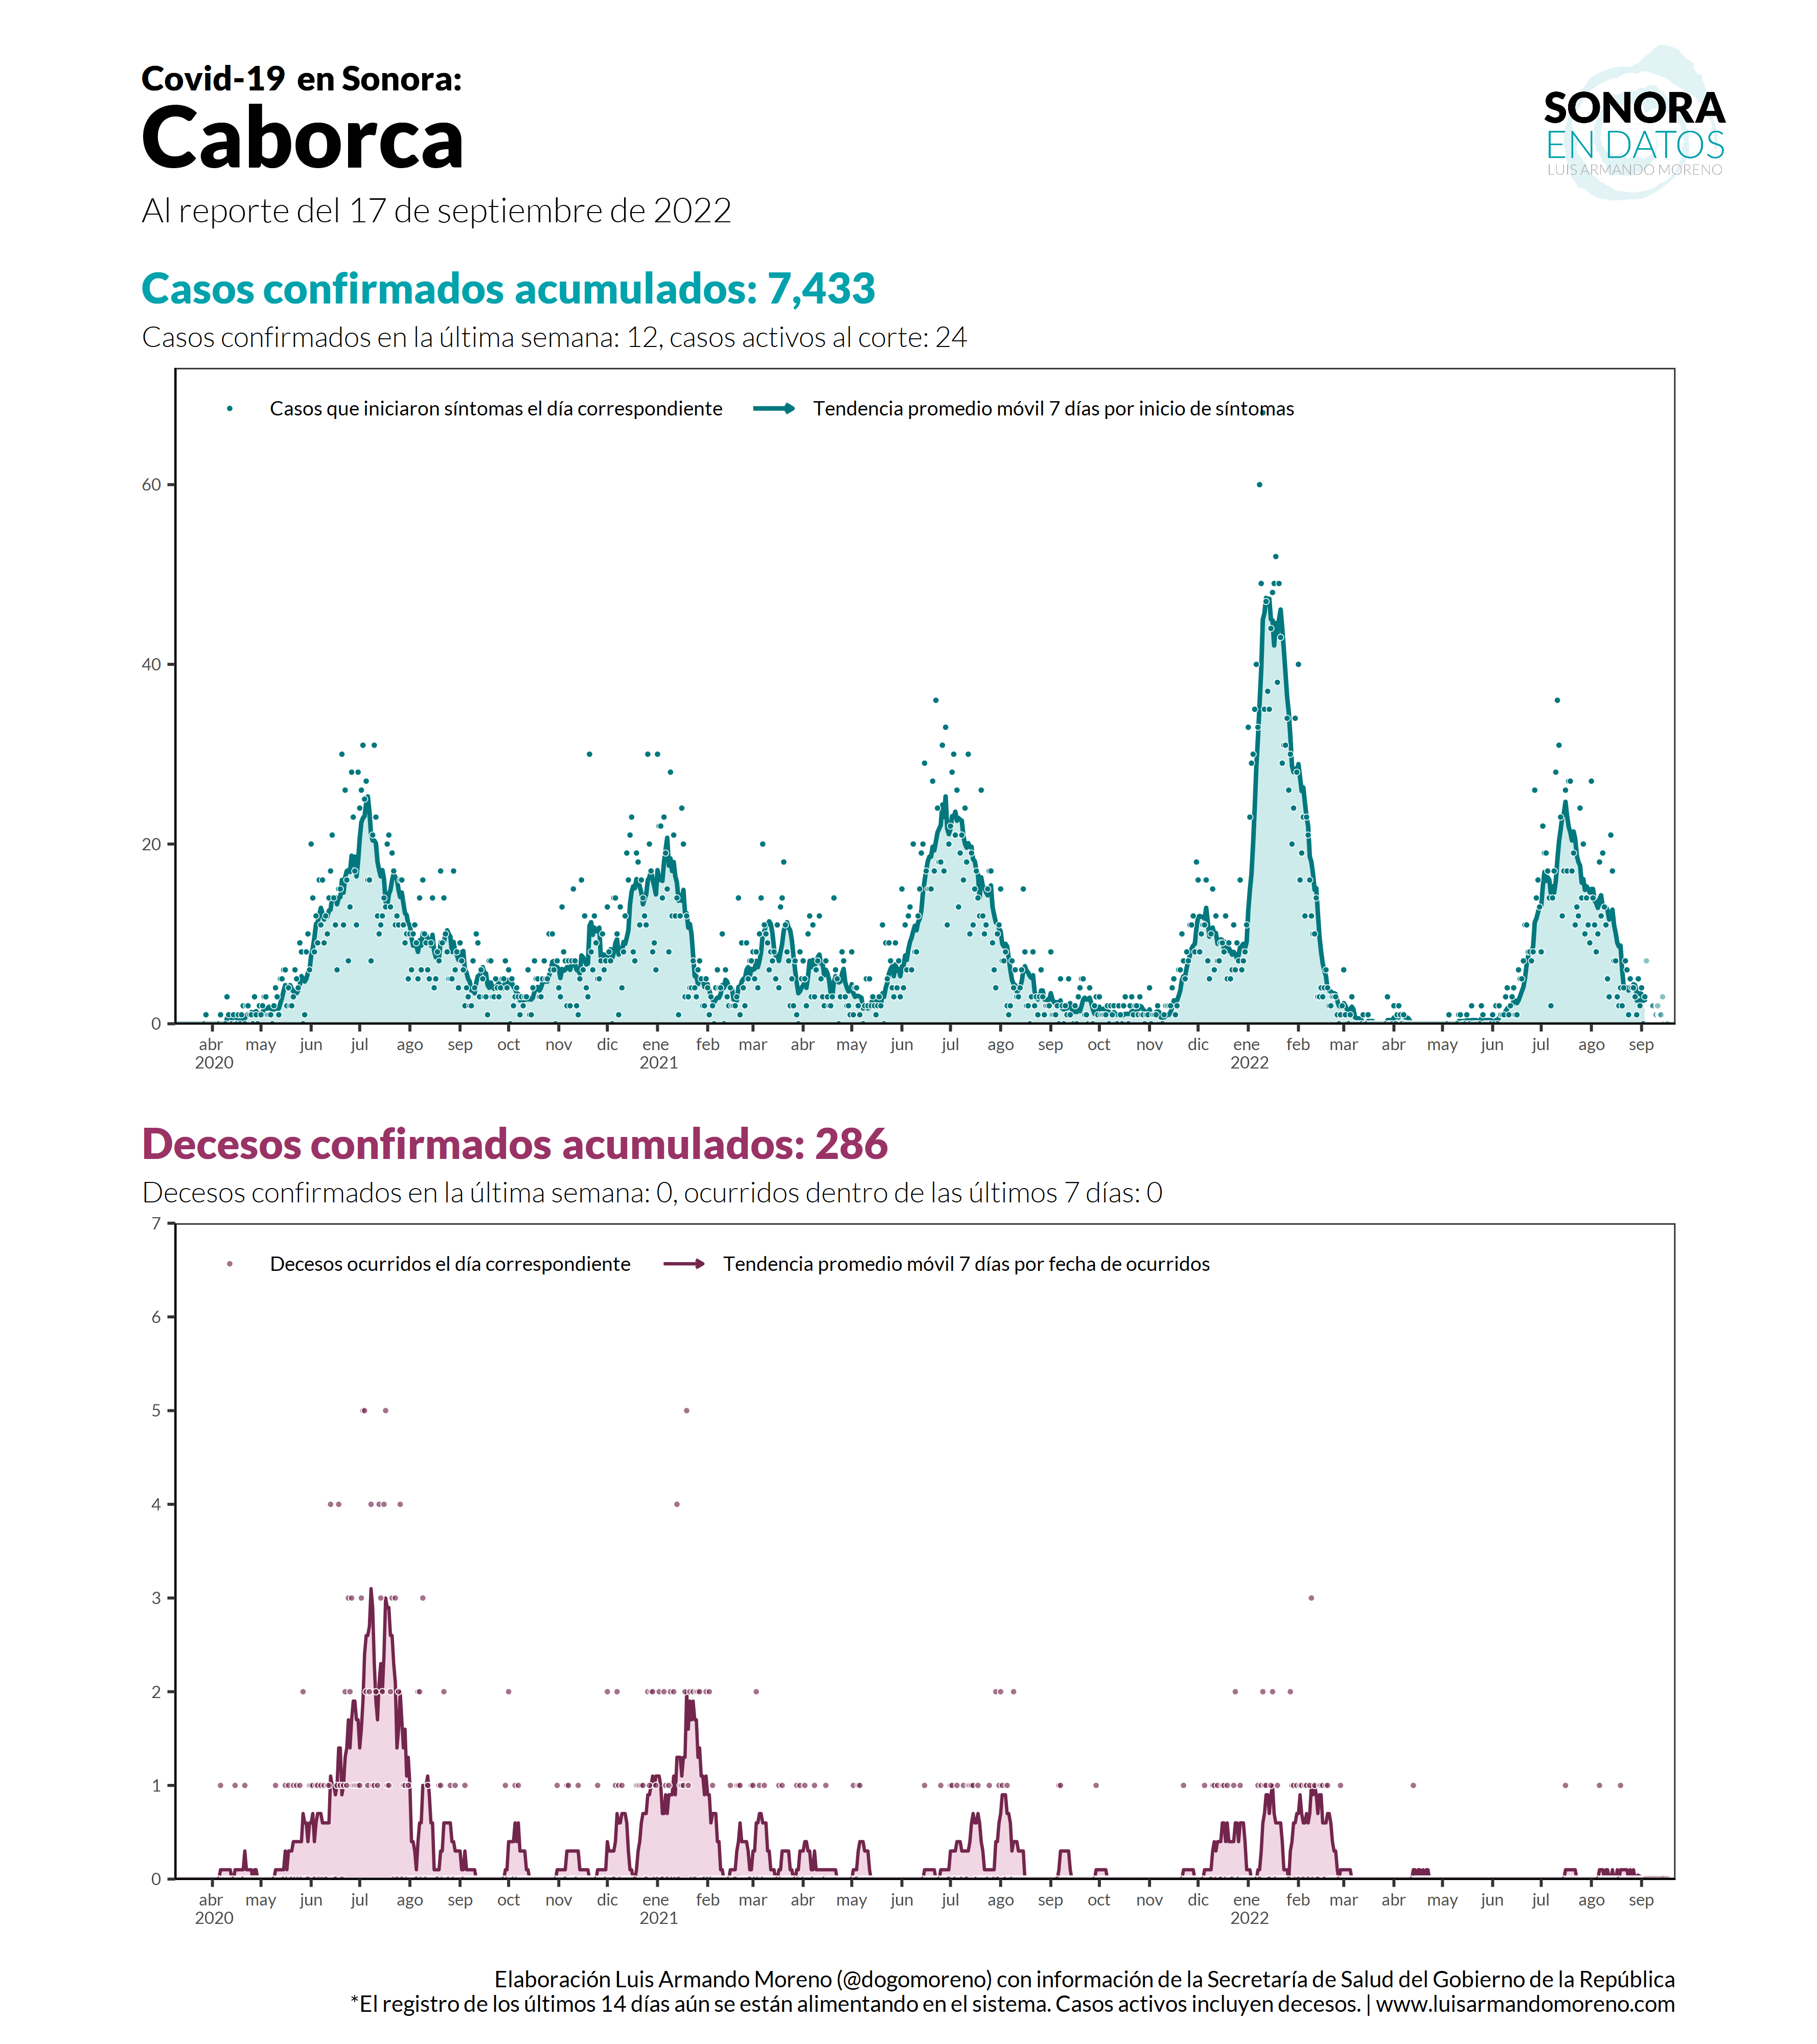 Covid-19 en Sonora:
Caborca
Al reporte del 17 de septiembre de 2022
SONORA
EN DATOS
LUIS ARMANDO MORENO
Casos confirmados acumulados: 7,433
Casos confirmados en la última semana: 12, casos activos al corte: 24
Casos que iniciaron síntomas el día correspondiente
Tendencia promedio móvil 7 días por inicio de síntomas
60
40
20
0
abr may jun jul ago sep oct nov dic ene feb mar abr may jun jul ago sep oct nov dic ene feb mar abr may jun jul ago sep
2020 2021 2022
Decesos confirmados acumulados: 286
Decesos confirmados en la última semana: 0, ocurridos dentro de las últimos 7 días: 0
7
Decesos ocurridos el día correspondiente
Tendencia promedio móvil 7 días por fecha de ocurridos
6
5
4
3
2
1
0
abr may jun jul ago sep oct nov dic ene feb mar abr may jun jul ago sep oct nov dic ene feb mar abr may jun jul ago sep
2020 2021 2022
Elaboración Luis Armando Moreno (@dogomoreno) con información de la Secretaría de Salud del Gobierno de la República
*El registro de los últimos 14 días aún se están alimentando en el sistema. Casos activos incluyen decesos. | www.luisarmandomoreno.com